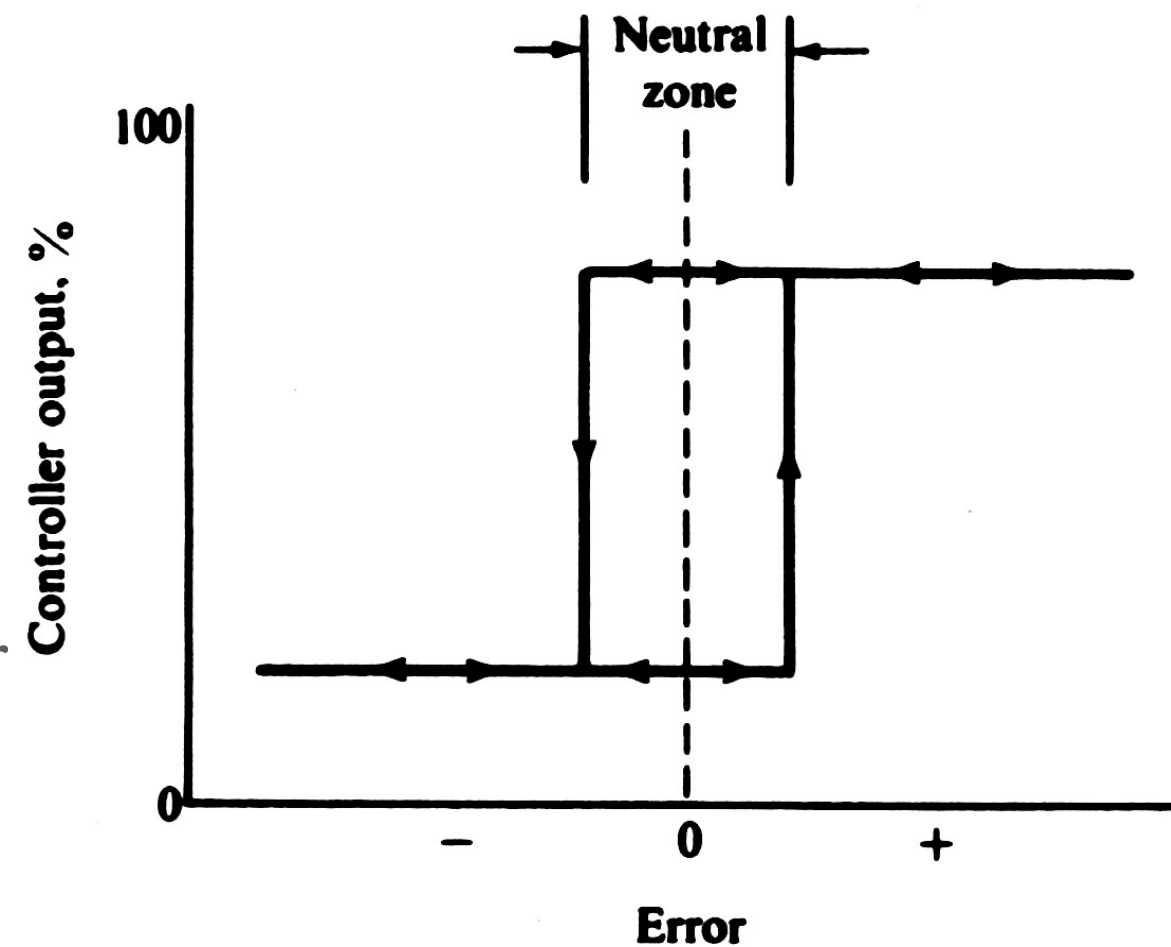 Neutral
zone
100
Controller output, %
0
− 0 +
Error